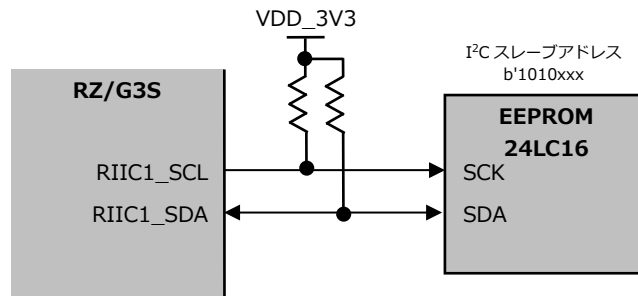 VDD_3V3
I²C スレーブアドレス
b'1010xxx
RZ/G3S
EEPROM
24LC16
RIIC1_SCL
SCK
RIIC1_SDA
SDA